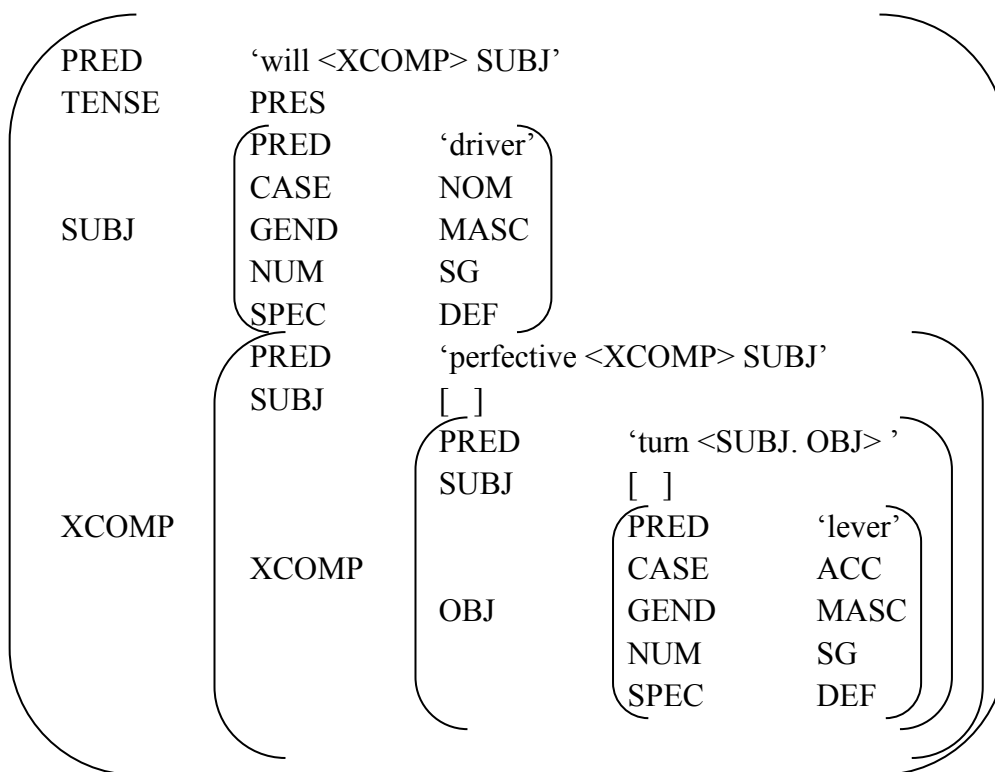 PRED ‘will <XCOMP> SUBJ’
TENSE PRES
PRED ‘driver’
CASE NOM
SUBJ GEND MASC
NUM SG
SPEC DEF
PRED ‘perfective <XCOMP> SUBJ’
SUBJ [ ]
PRED ‘turn <SUBJ. OBJ> ’
SUBJ [ ]
XCOMP PRED ‘lever’
XCOMP CASE ACC
OBJ GEND MASC
NUM SG
SPEC DEF